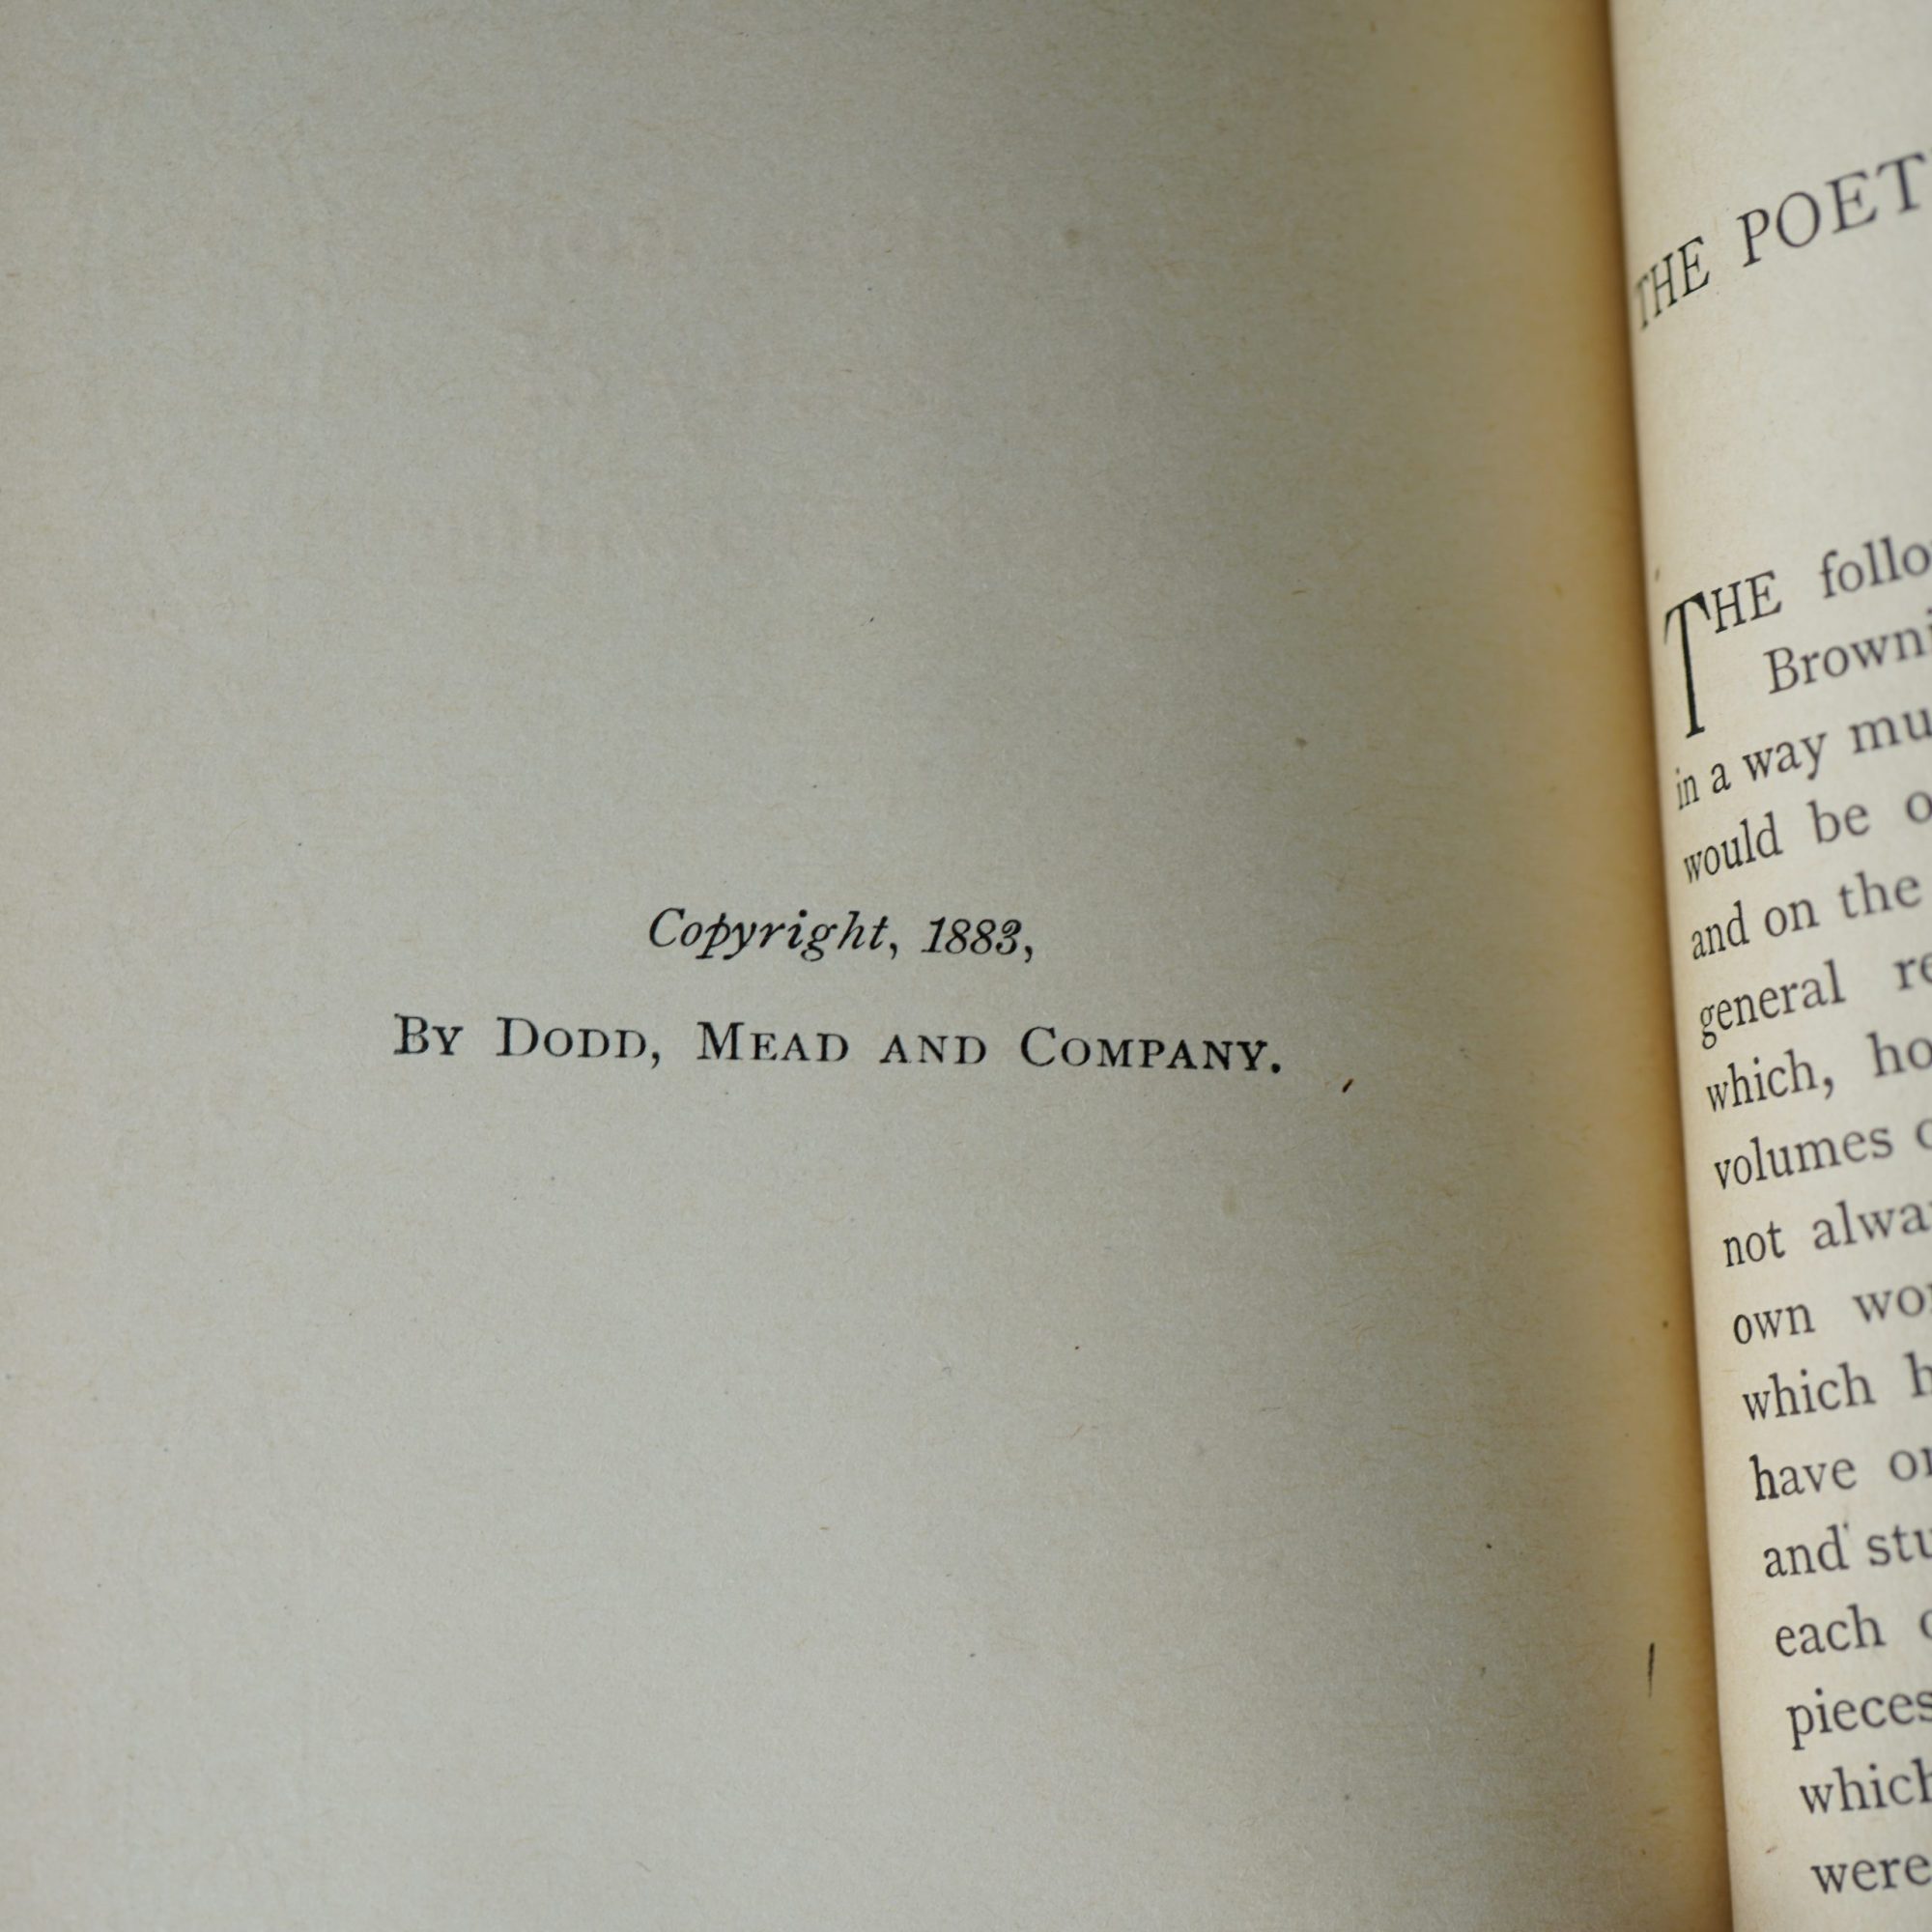 Copyright, 1883,
By Dodd, Mead and Company.
THE POET
THE follo
Browni
in a way mu
would be o
and on the
general re
which, ho
volumes o
not alwa
own wo
which h
have or
and stu
each o
pieces
which
were